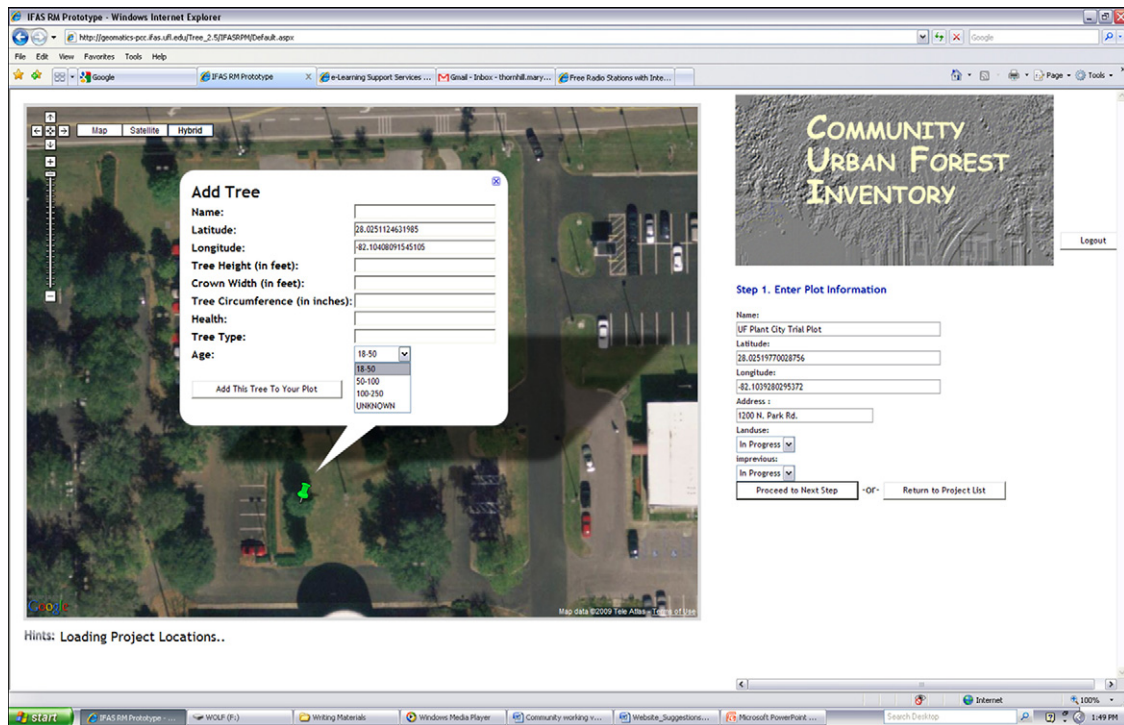 IFAS RM Prototype - Windows Internet Explorer
http://geomatics-pcc.ifas.ufl.edu/Tree_2.5/IFASRPM/Default.aspx
Google
File Edit View Favorites Tools Help
Google
IFAS RM Prototype
e-Learning Support Services ...
Gmail - Inbox - thornhill.mary...
Free Radio Stations with Inte...
Page
Tools
Map
Satellite
Hybrid
Add Tree
Name:
Latitude: 28.0251124631985
Longitude: -82.10408091545105
Tree Height (in feet):
Crown Width (in feet):
Tree Circumference (in inches):
Health:
Tree Type:
Age: 18-50
18-50
50-100
100-250
UNKNOWN
Add This Tree To Your Plot
Google
Map data ©2009 Tele Atlas - Terms of Use
Hints: Loading Project Locations..
COMMUNITY
URBAN FOREST
INVENTORY
Logout
Step 1. Enter Plot Information
Name:
UF Plant City Trial Plot
Latitude:
28.02519770028756
Longitude:
-82.1039280295372
Address :
1200 N. Park Rd.
Landuse:
In Progress
imprevious:
In Progress
Proceed to Next Step -or- Return to Project List
Internet
100%
start
IFAS RM Prototype - ...
WOLF (F:)
Writing Materials
Windows Media Player
Community working v...
Website_Suggestions...
Microsoft PowerPoint ...
Search Desktop
1:49 PM